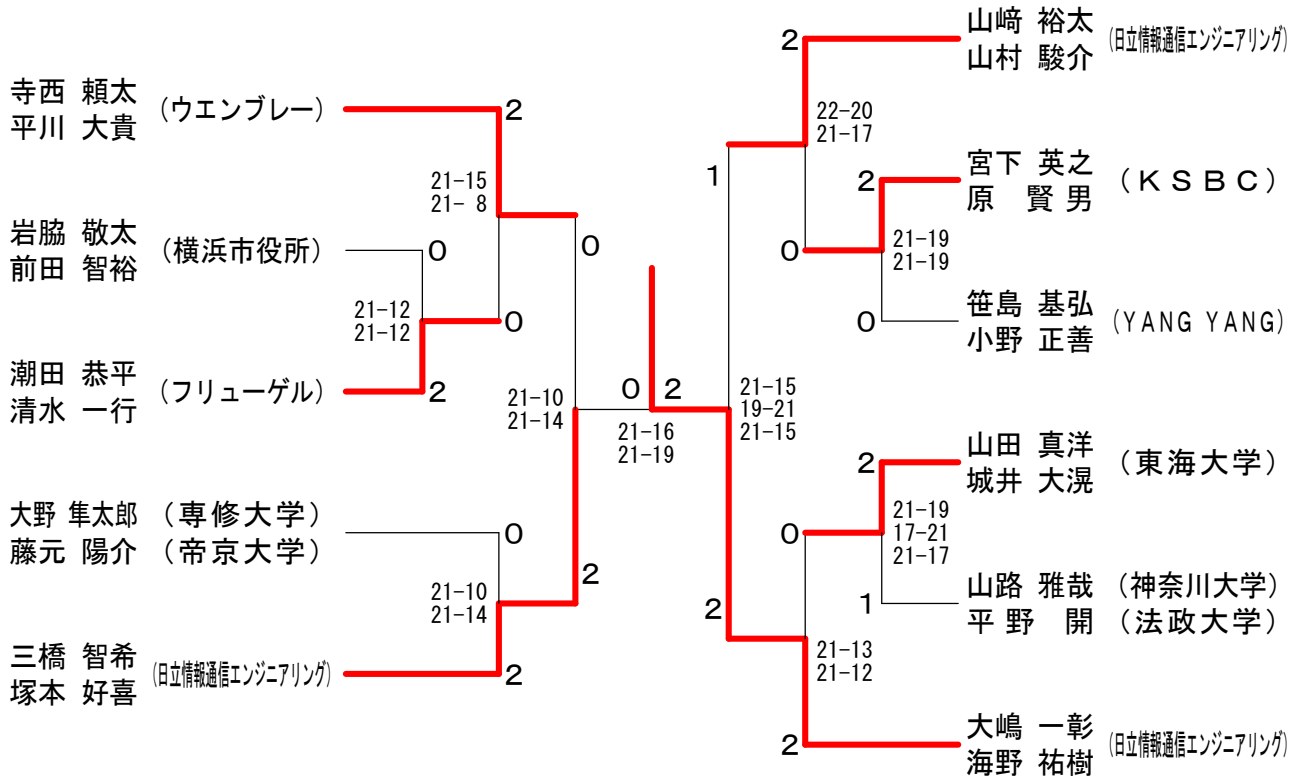 寺西 頼太
平川 大貴
（ウエンブレー）
2
21-15
21- 8
岩脇 敬太
前田 智裕
（横浜市役所）
0
21-12
21-12
0
潮田 恭平
清水 一行
（フリューゲル）
2
0
21-10
21-14
大野 隼太郎 （専修大学）
藤元 陽介 （帝京大学）
0
21-10
21-14
2
三橋 智希
塚本 好喜
(日立情報通信エンジニアリング)
2
0 2
21-16
21-19
山﨑 裕太
山村 駿介
(日立情報通信エンジニアリング)
2
22-20
21-17
1
宮下 英之
原 賢男
（ＫＳＢＣ）
2
21-19
21-19
0
笹島 基弘
小野 正善
(YANG YANG)
0
21-15
19-21
21-15
山田 真洋
城井 大滉
（東海大学）
2
21-19
17-21
21-17
0
山路 雅哉 （神奈川大学）
平野 開 （法政大学）
1
2
21-13
21-12
大嶋 一彰
海野 祐樹
(日立情報通信エンジニアリング)
2